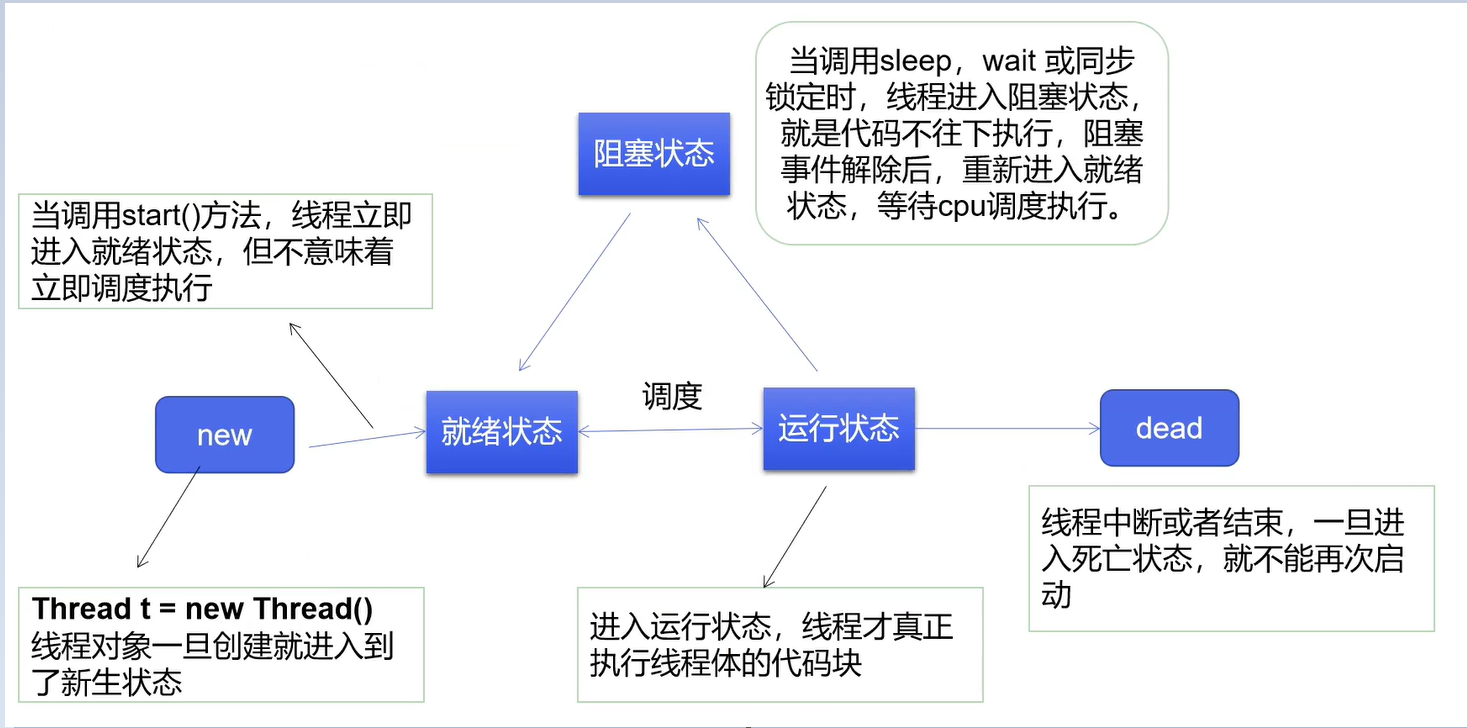 当调用sleep，wait 或同步
锁定时，线程进入阻塞状态，
就是代码不往下执行，阻塞
事件解除后，重新进入就绪
状态，等待cpu调度执行。
阻塞状态
当调用start()方法，线程立即
进入就绪状态，但不意味着
立即调度执行
new
就绪状态
调度
运行状态
dead
Thread t = new Thread()
线程对象一旦创建就进入到
了新生状态
进入运行状态，线程才真正
执行线程体的代码块
线程中断或者结束，一旦进
入死亡状态，就不能再次启
动